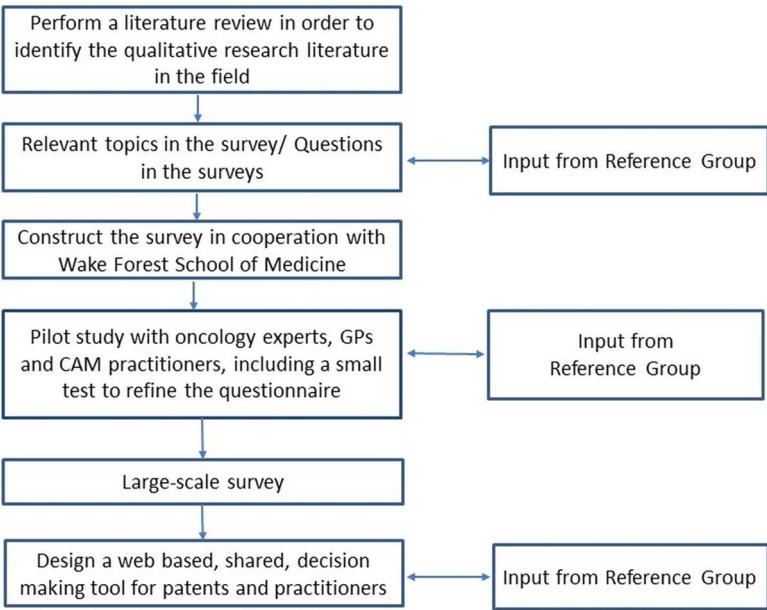 Perform a literature review in order to
identify the qualitative research literature
in the field
Relevant topics in the survey/ Questions
in the surveys
Input from Reference Group
Construct the survey in cooperation with
Wake Forest School of Medicine
Pilot study with oncology experts, GPs
and CAM practitioners, including a small
test to refine the questionnaire
Input from
Reference Group
Large-scale survey
Design a web based, shared, decision
making tool for patents and practitioners
Input from Reference Group